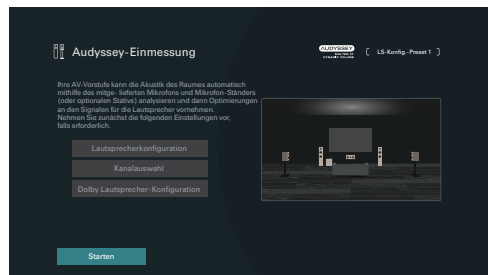 Audyssey-Einmessung
AUDYSSEY
DYNAMIC VOLUME
LS-Konfig.-Preset 1
Ihre AV-Vorstufe kann die Akustik des Raumes automatisch
mithilfe des mitge- lieferten Mikrofons und Mikrofon-Ständers
(oder optionalen Stativs) analysieren und dann Optimierungen
an den Signalen für die Lautsprecher vornehmen.
Nehmen Sie zunächst die folgenden Einstellungen vor,
falls erforderlich.
Lautsprecherkonfiguration
Kanalauswahl
Dolby Lautsprecher-Konfiguration
Starten